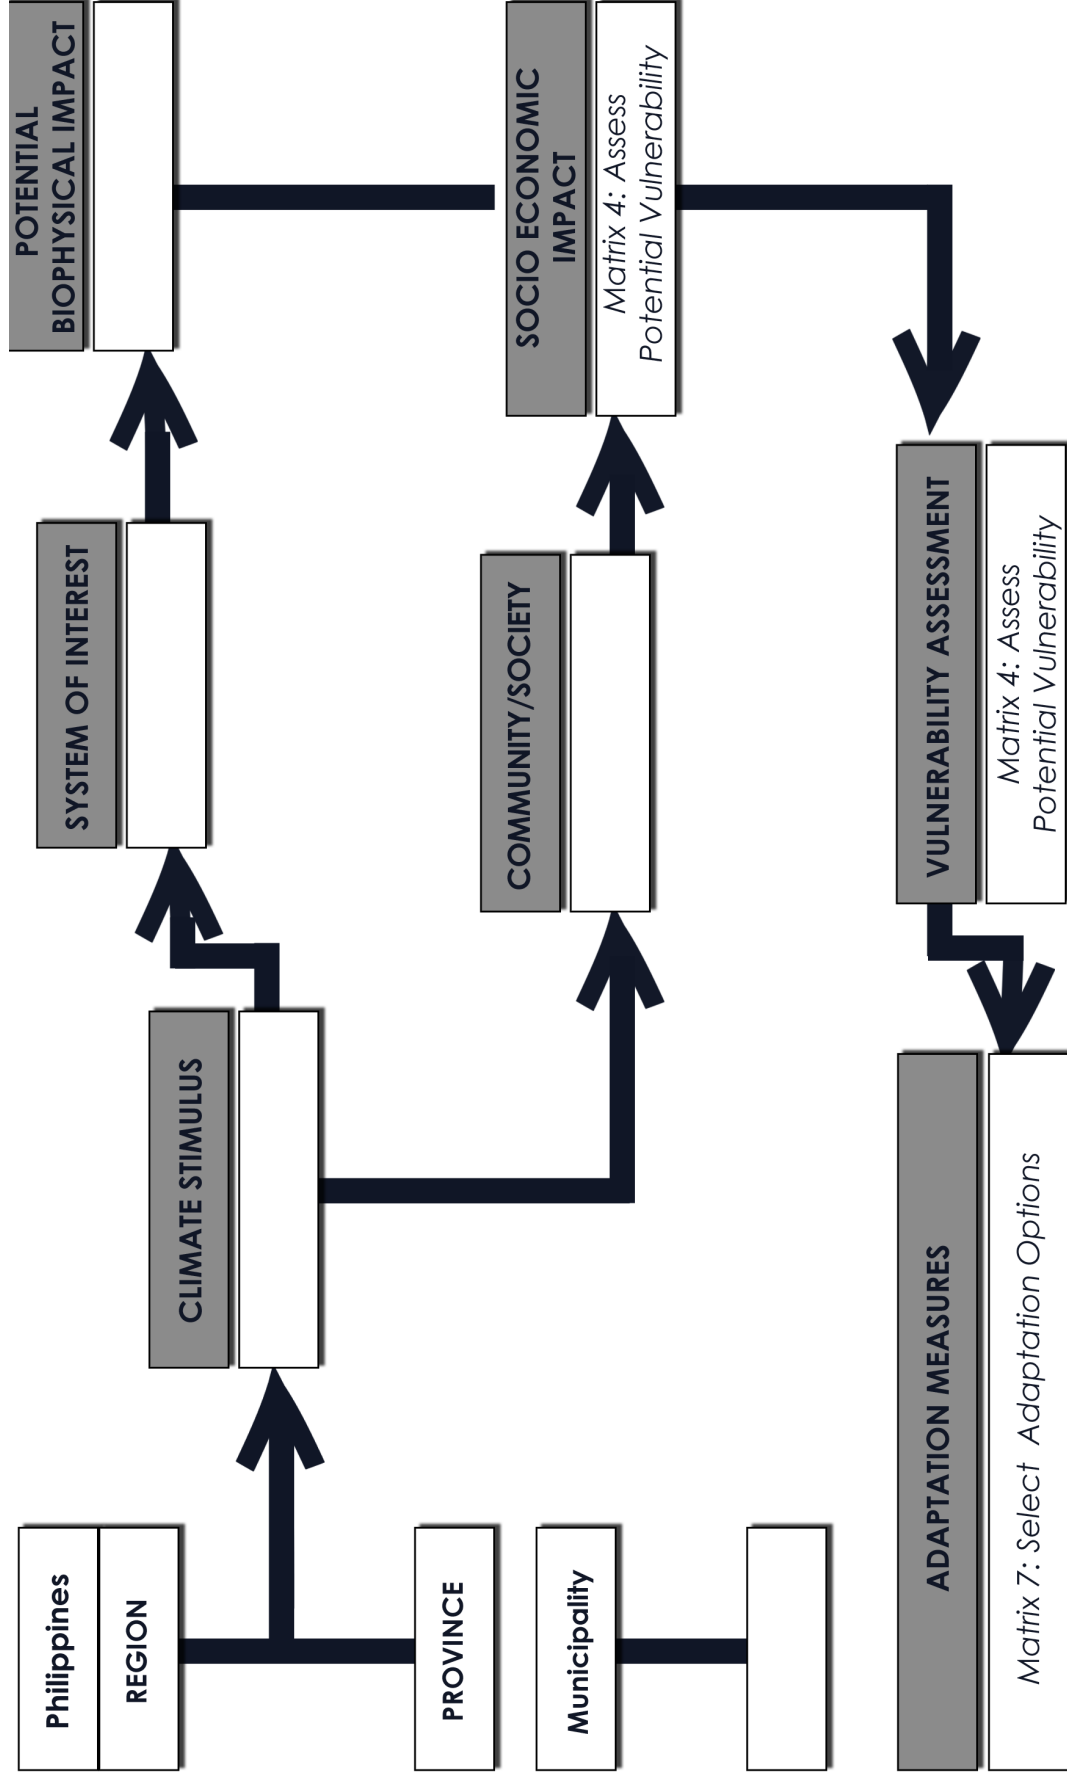 Philippines
REGION
PROVINCE
Municipality
CLIMATE STIMULUS
SYSTEM OF INTEREST
POTENTIAL
BIOPHYSICAL IMPACT
COMMUNITY/SOCIETY
SOCIO ECONOMIC
IMPACT
Matrix 4: Assess
Potential Vulnerability
VULNERABILITY ASSESSMENT
Matrix 4: Assess
Potential Vulnerability
ADAPTATION MEASURES
Matrix 7: Select Adaptation Options